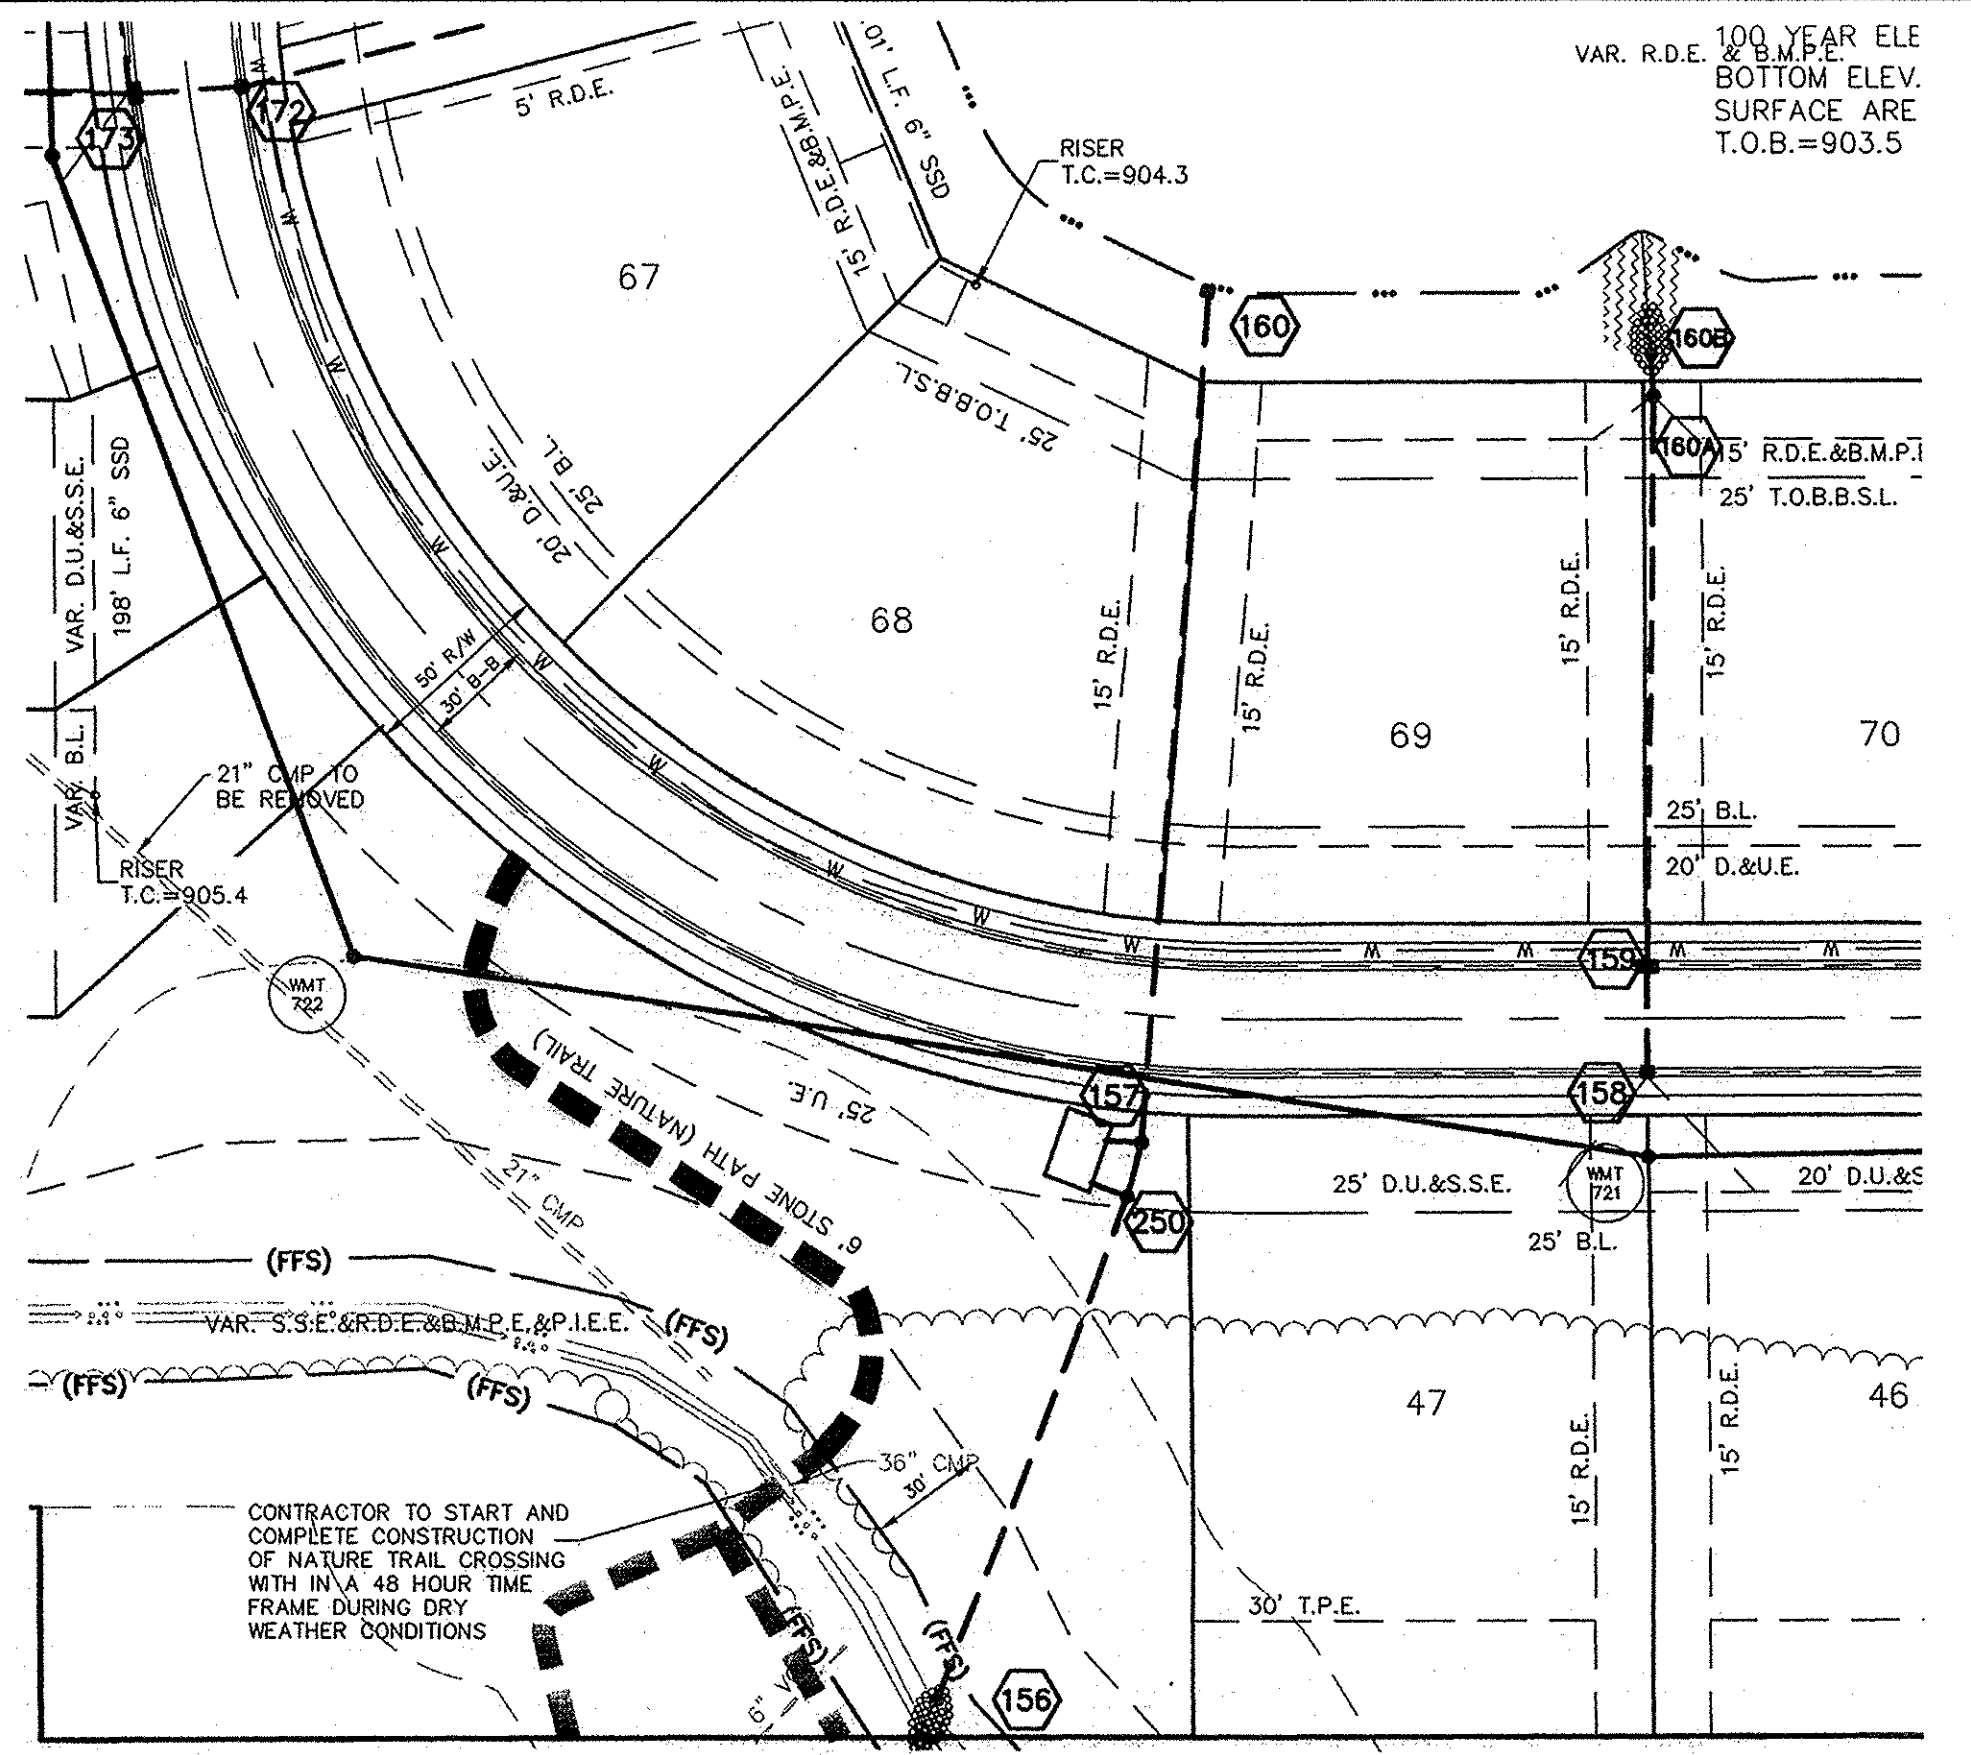 100 YEAR ELE
VAR. R.D.E. & B.M.P.E.
BOTTOM ELEV.
SURFACE ARE
T.O.B.=903.5
172
173
5' R.D.E.
15' R.D.E.&B.M.P.E.
01' L.F. 6" SSD
RISER
T.C.=904.3
67
160
160B
25' T.O.B.B.S.L.
160A
15' R.D.E.&B.M.P.E
25' T.O.B.B.S.L.
VAR. D.U.&S.S.E.
198' L.F. 6" SSD
20' D.&U.E.
25' B.L.
68
15' R.D.E.
15' R.D.E.
15' R.D.E.
15' R.D.E.
50' R/W
30' B-B
69
70
VAR. B.L.
21" CMP TO
BE REMOVED
RISER
T.C.=905.4
25' B.L.
20' D.&U.E.
W
W
W
W
W
W
W
W
W
W
W
W
W
W
159
WMT
722
157
158
25' U.E.
6' STONE PATH (NATURE TRAIL)
21" CMP
250
25' D.U.&S.S.E.
WMT
721
20' D.U.&S
25' B.L.
(FFS)
VAR. S.S.E.&R.D.E.&B.M.P.E.&P.I.E.E.
(FFS)
(FFS)
(FFS)
47
46
15' R.D.E.
15' R.D.E.
36" CMP
30'
CONTRACTOR TO START AND
COMPLETE CONSTRUCTION
OF NATURE TRAIL CROSSING
WITH IN A 48 HOUR TIME
FRAME DURING DRY
WEATHER CONDITIONS
30' T.P.E.
(FFS)
(FFS)
6"
156